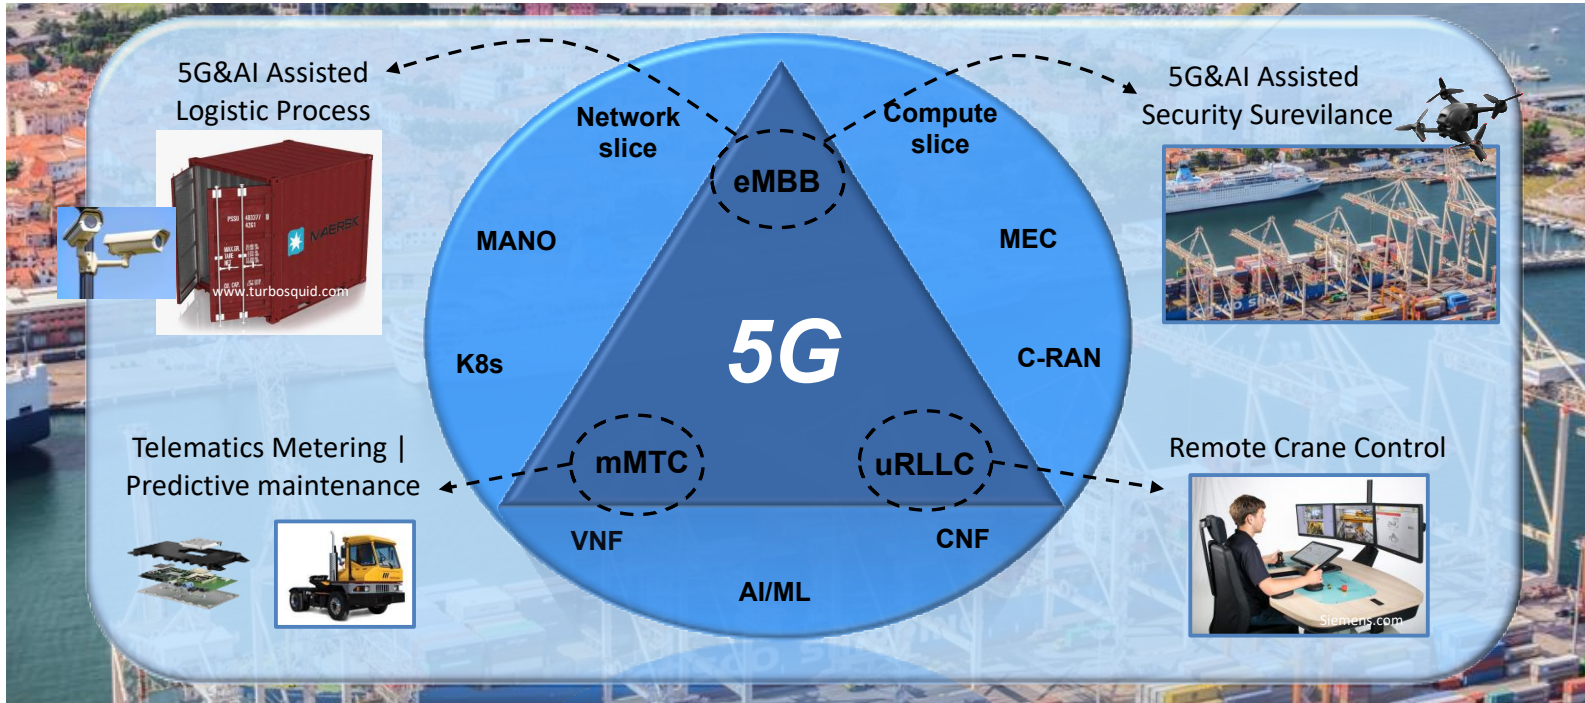 5G&AI Assisted
Logistic Process
PSSU
MAERSK
www.turbosquid.com
Network
slice
Compute
slice
eMBB
MANO
MEC
5G
K8s
C-RAN
mMTC
uRLLC
VNF
CNF
AI/ML
5G&AI Assisted
Security Surevilance
Telematics Metering |
Predictive maintenance
Remote Crane Control
Siemens.com